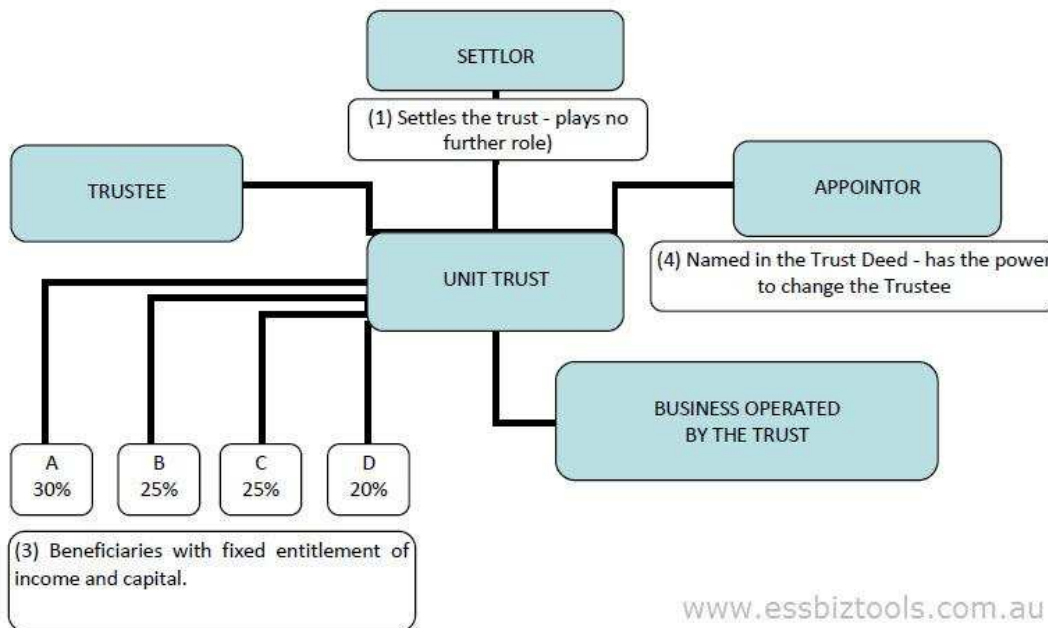 SETTLOR
(1) Settles the trust - plays no
further role)
TRUSTEE
APPOINTOR
(4) Named in the Trust Deed - has the power
to change the Trustee
UNIT TRUST
BUSINESS OPERATED
BY THE TRUST
A
30%
B
25%
C
25%
D
20%
(3) Beneficiaries with fixed entitlement of
income and capital.
www.essbiztools.com.au